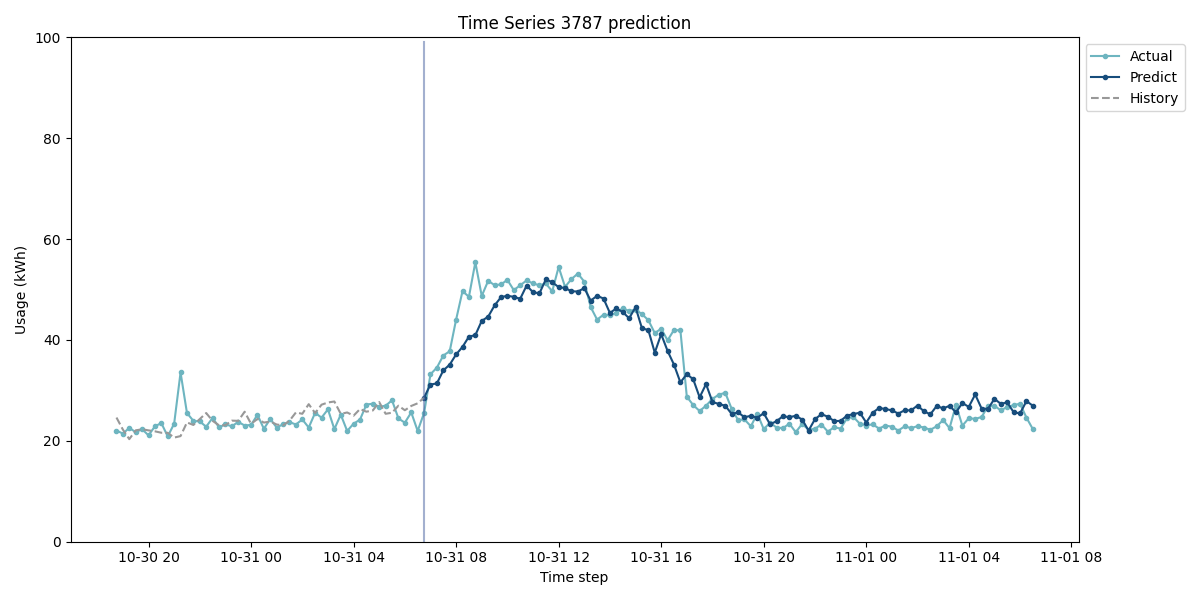 Time Series 3787 prediction
100
80
60
40
20
0
Usage (kWh)
10-30 20
10-31 00
10-31 04
10-31 08
10-31 12
10-31 16
10-31 20
11-01 00
11-01 04
11-01 08
Time step
Actual
Predict
History